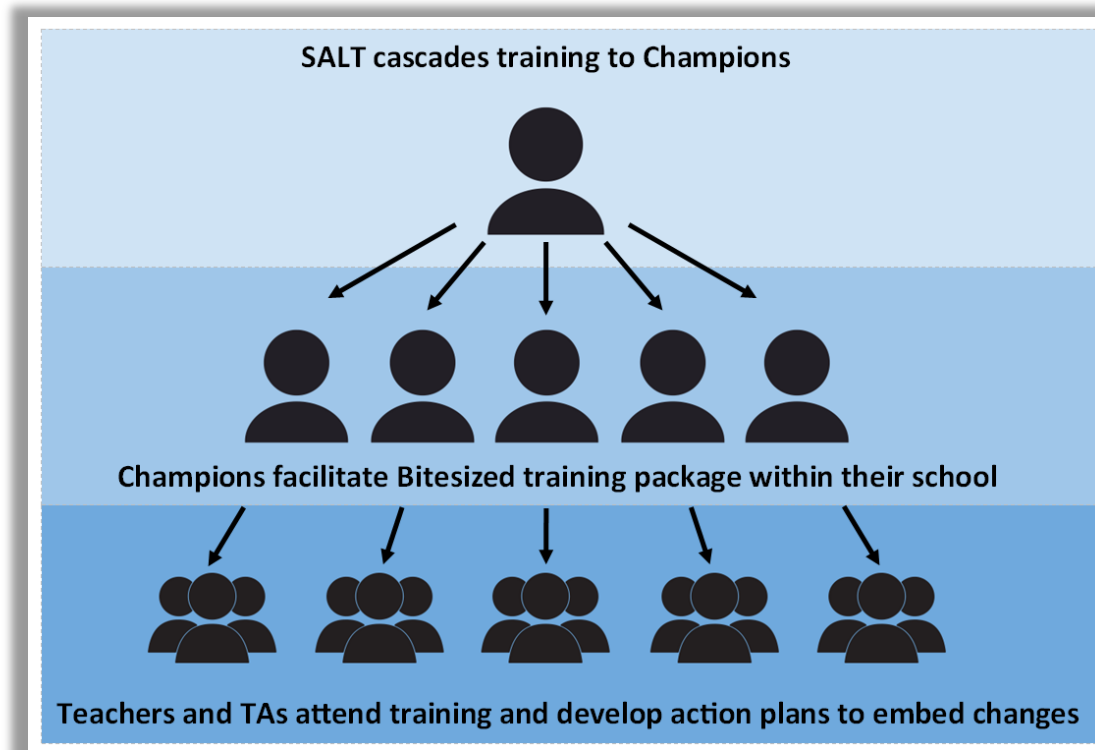 SALT cascades training to Champions
Champions facilitate Bitesized training package within their school
Teachers and TAs attend training and develop action plans to embed changes